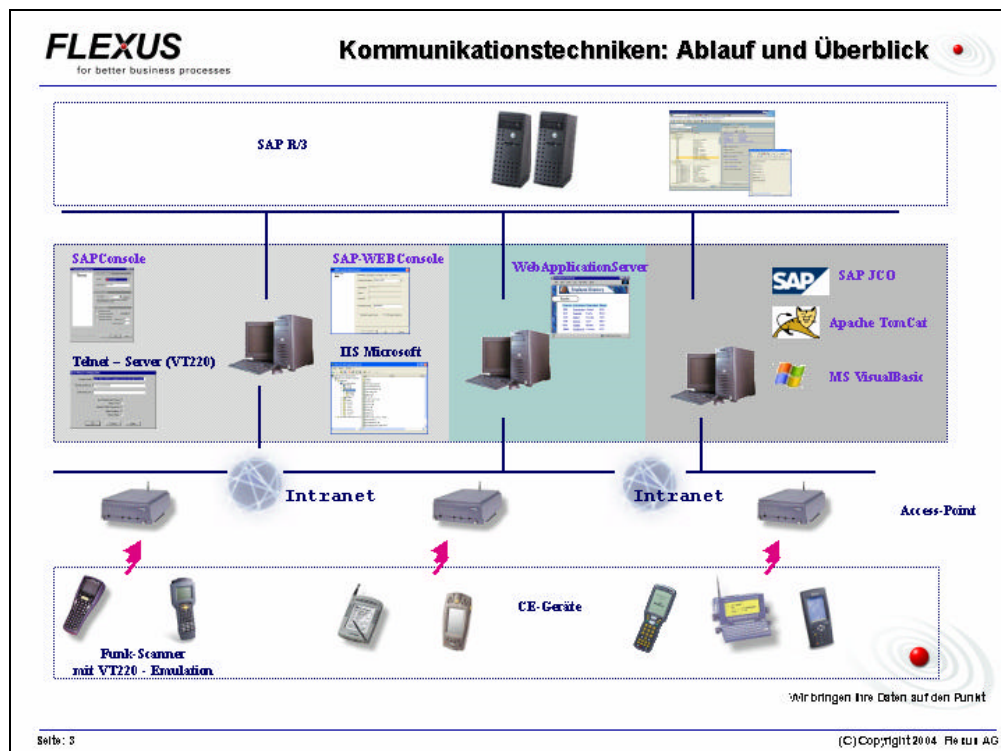 FLEXUS
for better business processes
Kommunikationstechniken: Ablauf und Überblick
SAP R/3
SAPConsole
SAP-WEBConsole
WebApplicationServer
SAP
SAP JCO
Apache TomCat
Telnet – Server (VT220)
IIS Microsoft
MS VisualBasic
Intranet
Intranet
Access-Point
CE-Geräte
Funk-Scanner
mit VT220 - Emulation
Wir bringen Ihre Daten auf den Punkt
Seite: 3
(C) Copyright 2004 Flexus AG